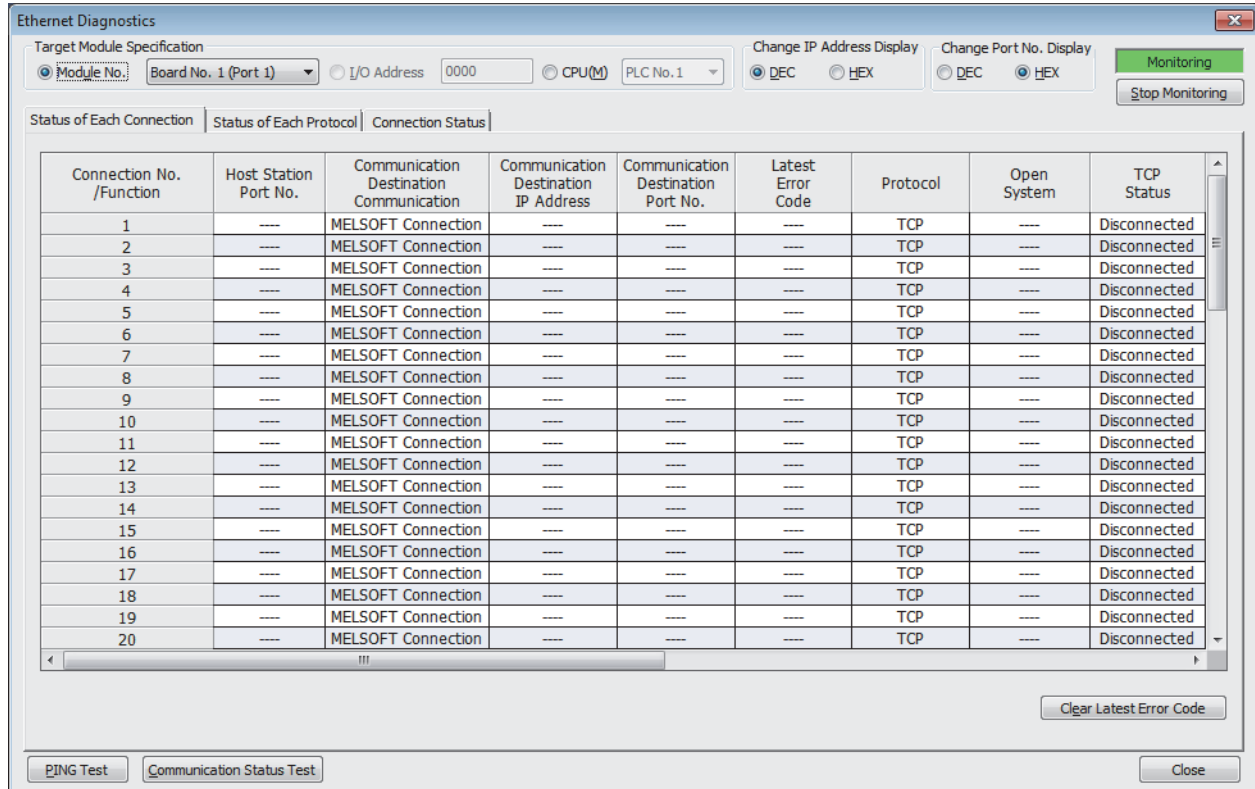 Ethernet Diagnostics
Target Module Specification
Module No. Board No. 1 (Port 1) I/O Address 0000 CPU(M) PLC No.1
Change IP Address Display
DEC HEX
Change Port No. Display
DEC HEX
Monitoring
Stop Monitoring
Status of Each Connection Status of Each Protocol Connection Status
Connection No. /Function Host Station Port No. Communication Destination Communication Communication Destination IP Address Communication Destination Port No. Latest Error Code Protocol Open System TCP Status
1 ---- MELSOFT Connection ---- ---- ---- TCP ---- Disconnected
2 ---- MELSOFT Connection ---- ---- ---- TCP ---- Disconnected
3 ---- MELSOFT Connection ---- ---- ---- TCP ---- Disconnected
4 ---- MELSOFT Connection ---- ---- ---- TCP ---- Disconnected
5 ---- MELSOFT Connection ---- ---- ---- TCP ---- Disconnected
6 ---- MELSOFT Connection ---- ---- ---- TCP ---- Disconnected
7 ---- MELSOFT Connection ---- ---- ---- TCP ---- Disconnected
8 ---- MELSOFT Connection ---- ---- ---- TCP ---- Disconnected
9 ---- MELSOFT Connection ---- ---- ---- TCP ---- Disconnected
10 ---- MELSOFT Connection ---- ---- ---- TCP ---- Disconnected
11 ---- MELSOFT Connection ---- ---- ---- TCP ---- Disconnected
12 ---- MELSOFT Connection ---- ---- ---- TCP ---- Disconnected
13 ---- MELSOFT Connection ---- ---- ---- TCP ---- Disconnected
14 ---- MELSOFT Connection ---- ---- ---- TCP ---- Disconnected
15 ---- MELSOFT Connection ---- ---- ---- TCP ---- Disconnected
16 ---- MELSOFT Connection ---- ---- ---- TCP ---- Disconnected
17 ---- MELSOFT Connection ---- ---- ---- TCP ---- Disconnected
18 ---- MELSOFT Connection ---- ---- ---- TCP ---- Disconnected
19 ---- MELSOFT Connection ---- ---- ---- TCP ---- Disconnected
20 ---- MELSOFT Connection ---- ---- ---- TCP ---- Disconnected
Clear Latest Error Code
PING Test Communication Status Test Close